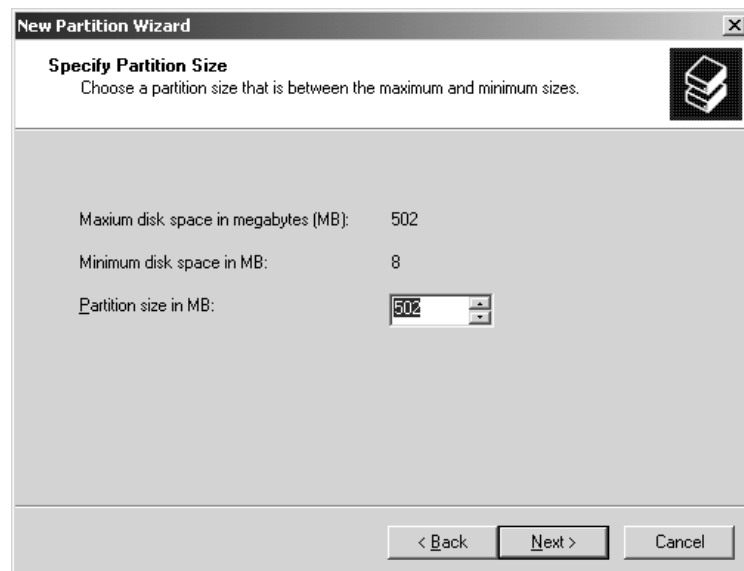 New Partition Wizard
Specify Partition Size
Choose a partition size that is between the maximum and minimum sizes.
Maxium disk space in megabytes (MB): 502
Minimum disk space in MB: 8
Partition size in MB: 502
< Back Next > Cancel